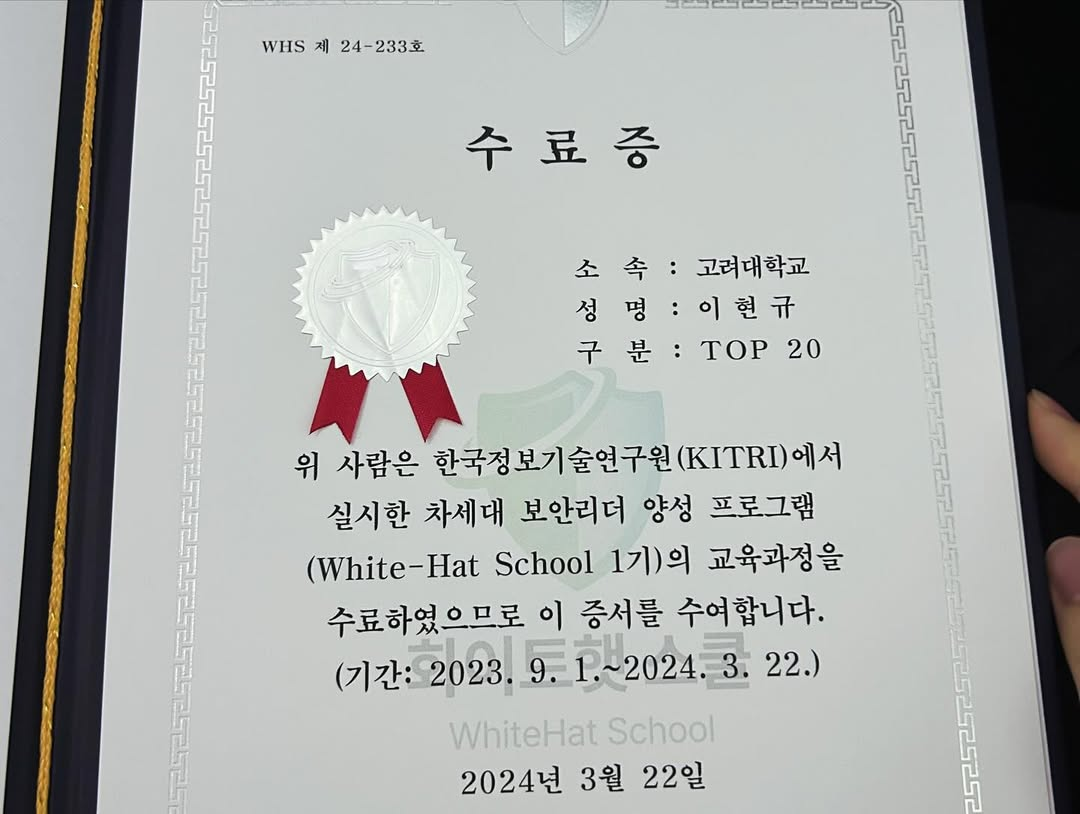 WHS 제 24-233호
수 료 증
소 속 : 고려대학교
성 명 : 이 현 규
구 분 : TOP 20
위 사람은 한국정보기술연구원(KITRI)에서
실시한 차세대 보안리더 양성 프로그램
(White-Hat School 1기)의 교육과정을
수료하였으므로 이 증서를 수여합니다.
(기간: 2023. 9. 1.~2024. 3. 22.)
화이트햇 스쿨
WhiteHat School
2024년 3월 22일